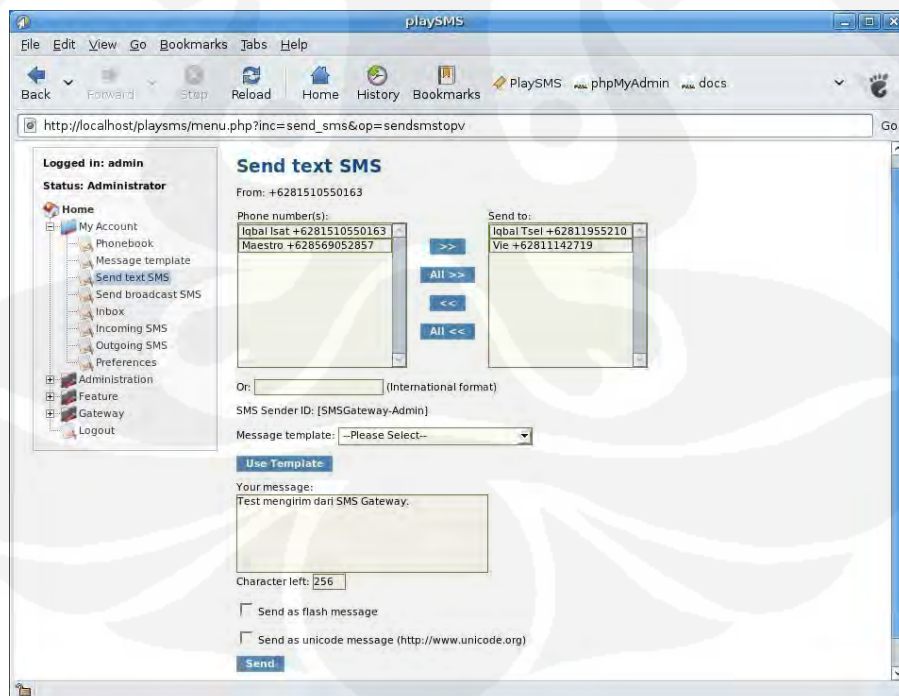 playSMS
File Edit View Go Bookmarks Tabs Help
Back Forward Stop Reload Home History Bookmarks PlaySMS phpMyAdmin docs
http://localhost/playsms/menu.php?inc=send_sms&op=sendsmstopv Go
Logged in: admin
Status: Administrator
Home
My Account
Phonebook
Message template
Send text SMS
Send broadcast SMS
Inbox
Incoming SMS
Outgoing SMS
Preferences
Administration
Feature
Gateway
Logout
Send text SMS
From: +6281510550163
Phone number(s):
Iqbal Isat +6281510550163
Maestro +628569052857
>>
All >>
<<
All <<
Send to:
Iqbal Tsel +62811955210
Vie +62811142719
Or: (International format)
SMS Sender ID: [SMSGateway-Admin]
Message template: --Please Select--
Use Template
Your message:
Test mengirim dari SMS Gateway.
Character left: 256
Send as flash message
Send as unicode message (http://www.unicode.org)
Send